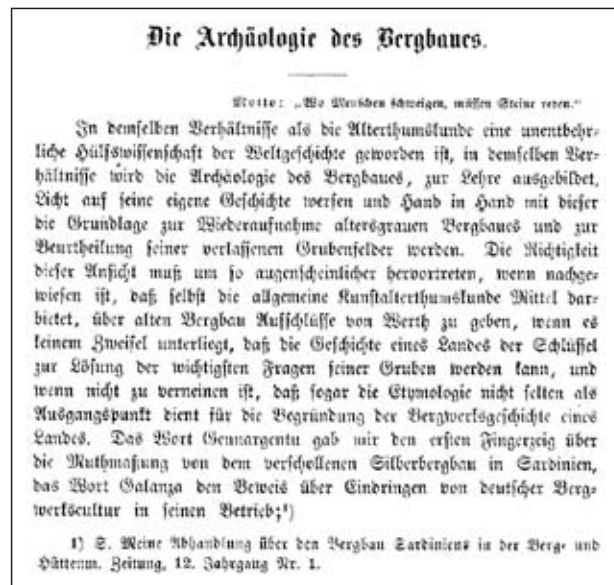 Die Archäologie des Bergbaues.
Motto: „Wo Menschen schweigen, müssen Steine reden.“
In demselben Verhältnisse als die Alterthumskunde eine unentbehr-
liche Hülfswissenschaft der Weltgeschichte geworden ist, in demselben Ver-
hältnisse wird die Archäologie des Bergbaues, zur Lehre ausgebildet,
Licht auf seine eigene Geschichte werfen und Hand in Hand mit dieser
die Grundlage zur Wiederaufnahme altersgrauen Bergbaues und zur
Beurtheilung seiner verlassenen Grubenfelder werden. Die Richtigkeit
dieser Ansicht muß um so augenscheinlicher hervortreten, wenn nachge-
wiesen ist, daß selbst die allgemeine Kunstalterthumskunde Mittel dar-
bietet, über alten Bergbau Aufschlüsse von Werth zu geben, wenn es
keinem Zweifel unterliegt, daß die Geschichte eines Landes der Schlüssel
zur Lösung der wichtigsten Fragen seiner Gruben werden kann, und
wenn nicht zu verneinen ist, daß sogar die Etymologie nicht selten als
Ausgangspunkt dient für die Begründung der Bergwerksgeschichte eines
Landes. Das Wort Gennargentu gab mir den ersten Fingerzeig über
die Muthmaßung von dem verschollenen Silberbergbau in Sardinien,
das Wort Galanza den Beweis über Eindringen von deutscher Berg-
werkscultur in seinen Betrieb;¹)
1) S. Meine Abhandlung über den Bergbau Sardiniens in der Berg- und
Hüttenm. Zeitung, 12. Jahrgang Nr. 1.